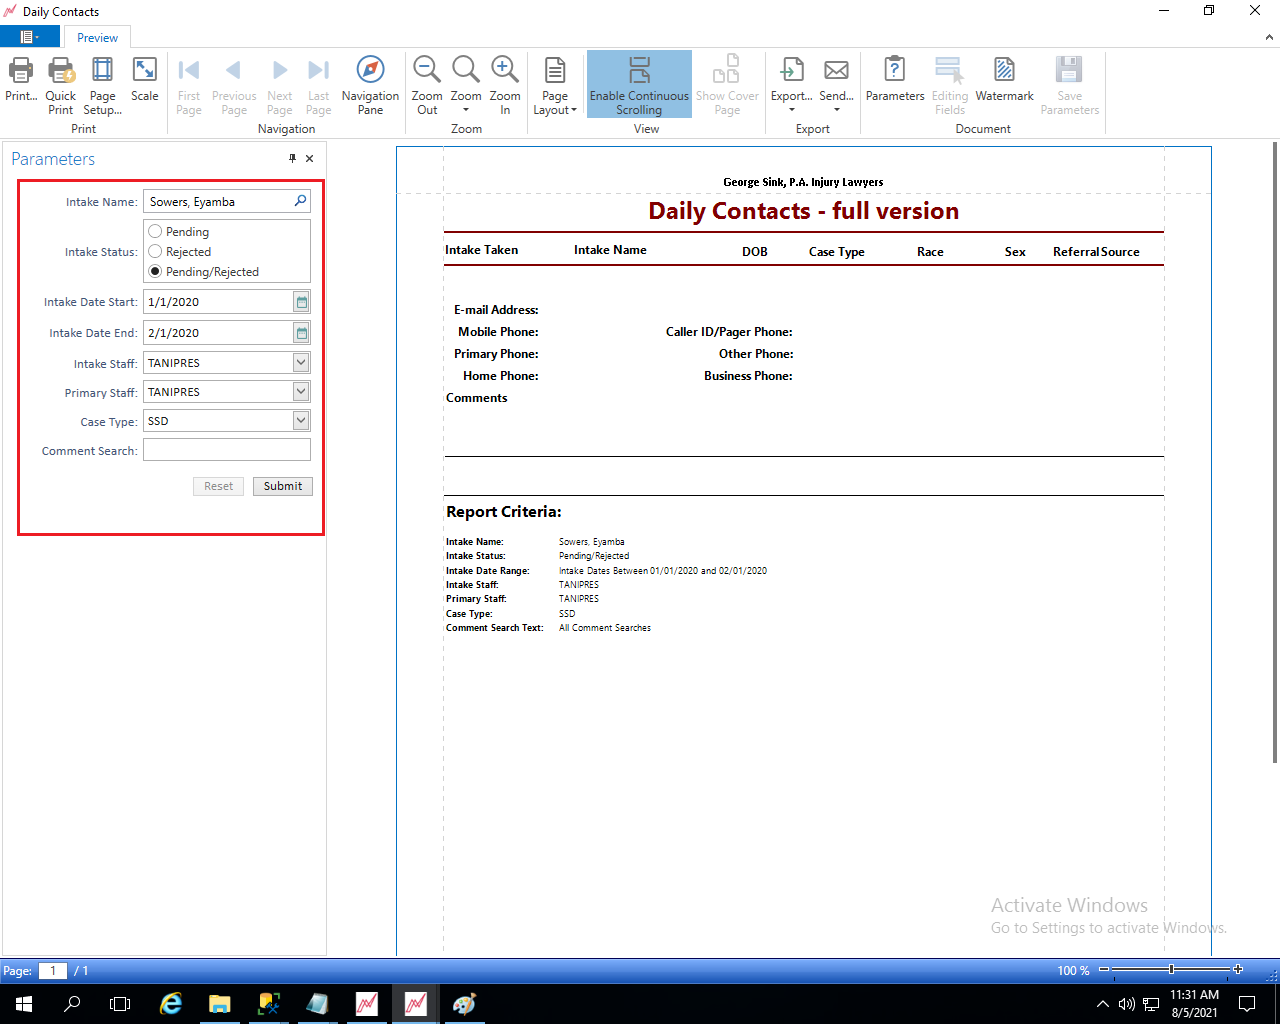 Daily Contacts
Preview
Print... Quick Print Page Setup... Scale First Page Previous Page Next Page Last Page Navigation Pane Zoom Out Zoom Zoom In Page Layout Enable Continuous Scrolling Show Cover Page Export... Send... Parameters Editing Fields Watermark Save Parameters
Print Navigation Zoom View Export Document
Parameters
Intake Name: Sowers, Eyamba
Pending
Intake Status: Rejected
Pending/Rejected
Intake Date Start: 1/1/2020
Intake Date End: 2/1/2020
Intake Staff: TANIPRES
Primary Staff: TANIPRES
Case Type: SSD
Comment Search:
Reset Submit
George Sink, P.A. Injury Lawyers
Daily Contacts - full version
Intake Taken Intake Name DOB Case Type Race Sex Referral Source
E-mail Address:
Mobile Phone: Caller ID/Pager Phone:
Primary Phone: Other Phone:
Home Phone: Business Phone:
Comments
Report Criteria:
Intake Name: Sowers, Eyamba
Intake Status: Pending/Rejected
Intake Date Range: Intake Dates Between 01/01/2020 and 02/01/2020
Intake Staff: TANIPRES
Primary Staff: TANIPRES
Case Type: SSD
Comment Search Text: All Comment Searches
Activate Windows
Go to Settings to activate Windows.
Page: 1 / 1 100 %
11:31 AM
8/5/2021